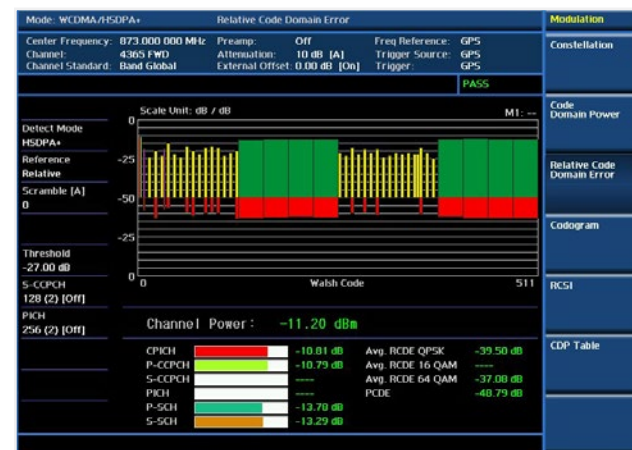 Mode: WCDMA/HSDPA+ Relative Code Domain Error
Modulation
Center Frequency: 873.000 000 MHz Preamp: Off Freq Reference: GPS
Channel: 4365 FWD Attenuation: 10 dB [A] Trigger Source: GPS
Channel Standard: Band Global External Offset: 0.00 dB [On] Trigger: GPS
PASS
Constellation
Code Domain Power
Relative Code Domain Error
Codogram
RCSI
CDP Table
Scale Unit: dB / dB M1: --
Detect Mode
HSDPA+
Reference
Relative
Scramble [A]
0
Threshold
-27.00 dB
S-CCPCH
128 (2) [Off]
PICH
256 (2) [Off]
0
-25
-50
-25
0
0 Walsh Code 511
Channel Power: -11.20 dBm
CPICH -10.81 dB Avg. RCDE QPSK -39.50 dB
P-CCPCH -10.79 dB Avg. RCDE 16 QAM ----
S-CCPCH ---- Avg. RCDE 64 QAM -37.08 dB
PICH ---- PCDE -40.79 dB
P-SCH -13.78 dB
S-SCH -13.29 dB